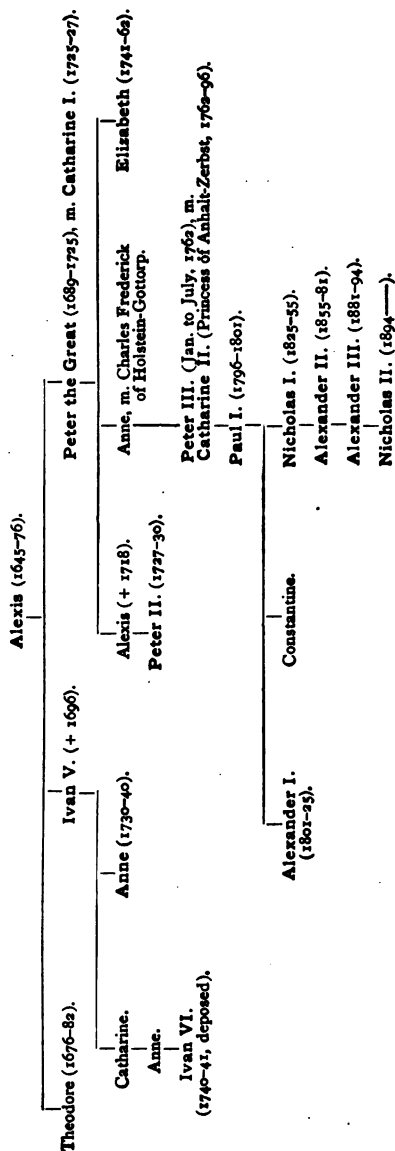 Alexis (1645–76)
Theodore (1676–82).
Ivan V. (+ 1696).
Peter the Great (1689–1725), m. Catharine I. (1725–27).
Catharine.
Anne (1730–40)
Alexis (+ 1718)
Anne, m. Charles Frederick
of Holstein-Gottorp.
Elizabeth (1741–62)
Anne.
Peter II. (1727–30)
Ivan VI.
(1740–41, deposed).
Peter III. (Jan. to July, 1762), m.
Catharine II. (Princess of Anhalt-Zerbst, 1762–96).
Paul I. (1796–1801)
Alexander I.
(1801–25).
Constantine.
Nicholas I. (1825–55)
Alexander II. (1855–81)
Alexander III. (1881–94)
Nicholas II. (1894——).